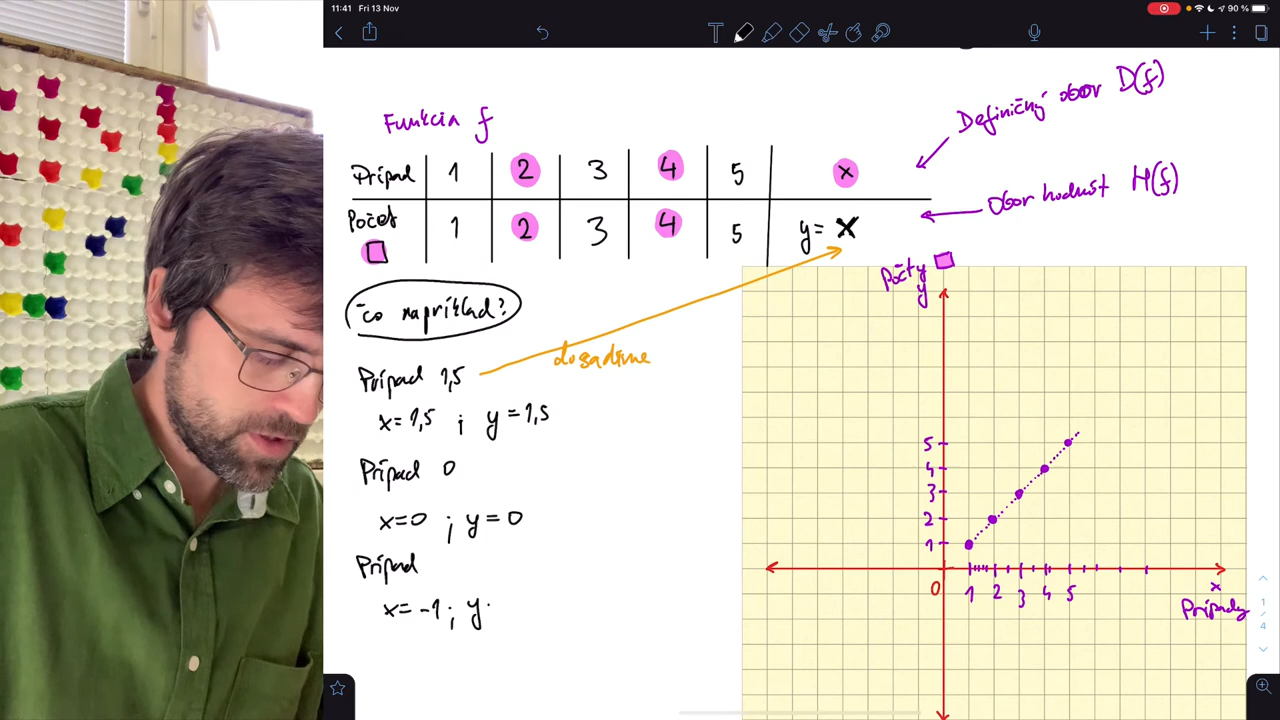 11:41 Fri 13 Nov
90 %
T
Funkcia f
Definičný obor D(f)
Prípad 1 2 3 4 5 x
Obor hodnôt H(f)
Počet 1 2 3 4 5 y = x
Počty
y
Čo napríklad?
dosadíme
Prípad 1,5
x=1,5 ; y=1,5
5
4
3
2
1
Prípad 0
x=0 ; y=0
Prípad
0 1 2 3 4 5
x
Prípady
x=-1 ; y
1
/
4